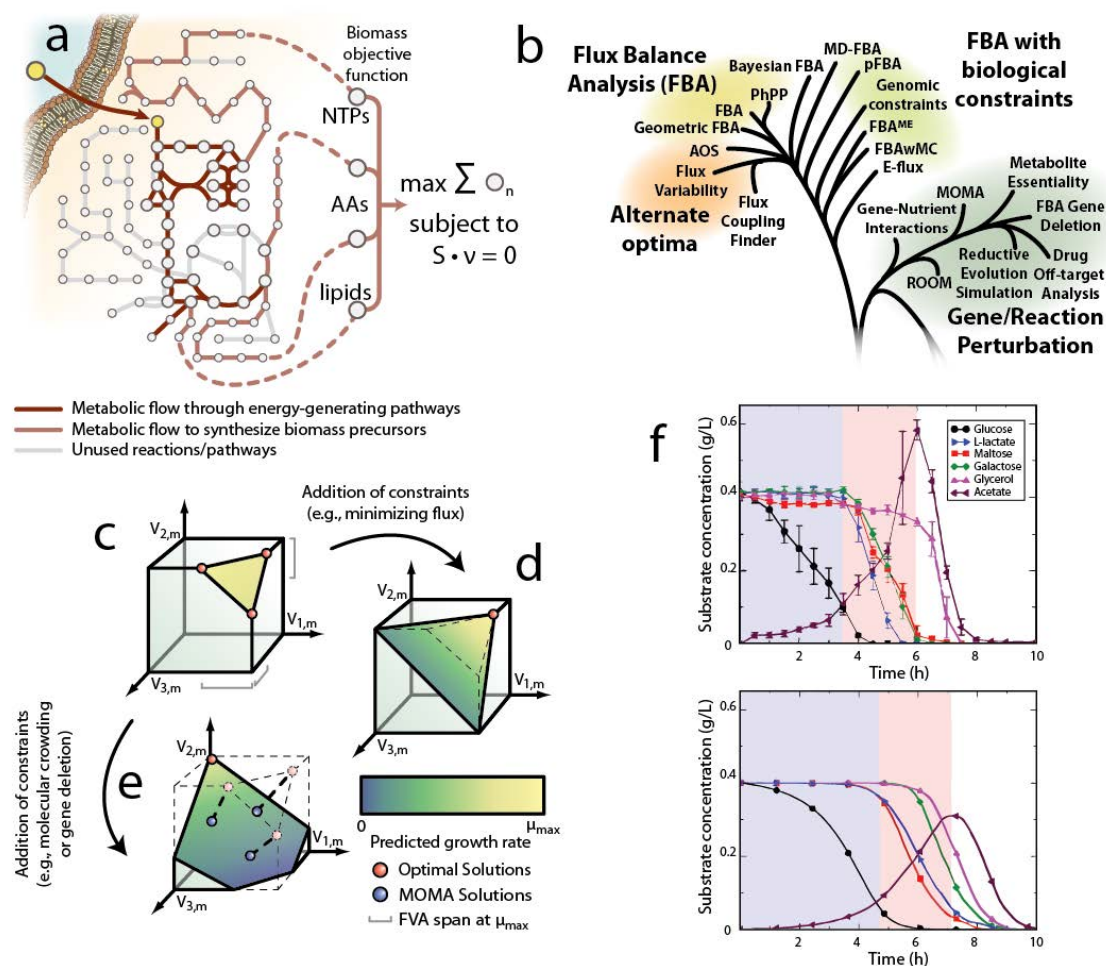 a
Biomass
objective
function
NTPs
AAs
lipids
max ∑ n
subject to
S • v = 0
Metabolic flow through energy-generating pathways
Metabolic flow to synthesize biomass precursors
Unused reactions/pathways
b
Flux Balance
Analysis (FBA)
FBA with
biological
constraints
MD-FBA
pFBA
Bayesian FBA
PhPP
Genomic
constraints
FBA
Geometric FBA
FBAᴹᴱ
FBAwMC
E-flux
AOS
Flux
Variability
Alternate
optima
Flux
Coupling
Finder
Metabolite
Essentiality
MOMA
Gene-Nutrient
Interactions
FBA Gene
Deletion
ROOM
Reductive
Evolution
Simulation
Drug
Off-target
Analysis
Gene/Reaction
Perturbation
c
V2,m
V1,m
V3,m
Addition of constraints
(e.g., minimizing flux)
d
V2,m
V1,m
V3,m
Addition of constraints
(e.g., molecular crowding
or gene deletion)
e
V2,m
V1,m
V3,m
0
μmax
Predicted growth rate
Optimal Solutions
MOMA Solutions
FVA span at μmax
f
Substrate concentration (g/L)
0.6
0.4
0.2
0
2
4
6
8
10
Time (h)
Glucose
L-lactate
Maltose
Galactose
Glycerol
Acetate
Substrate concentration (g/L)
0.6
0.4
0.2
0
2
4
6
8
10
Time (h)